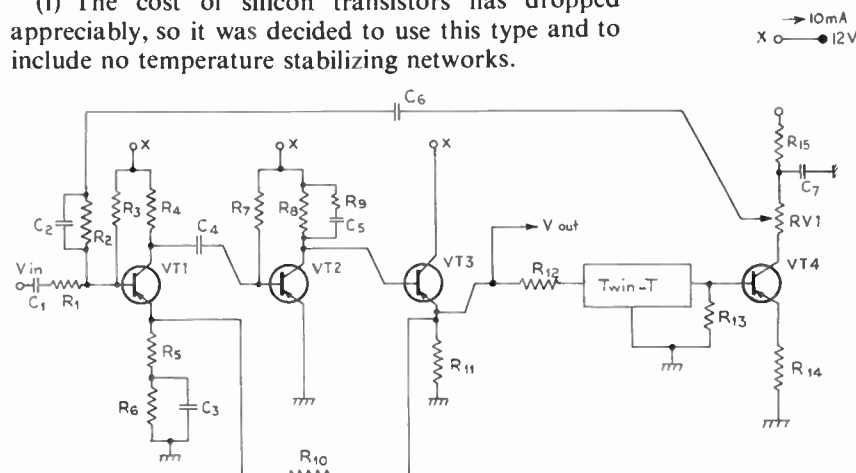 (f) The cost of silicon transistors has dropped
appreciably, so it was decided to use this type and to
include no temperature stabilizing networks.
10mA
X
12V
C6
X
X
X
R15
C7
C2
R2
R3
R4
C4
R7
R8
R9
C5
RV1
V out
Vin
C1
R1
VT1
VT2
VT3
R12
Twin-T
VT4
R13
R5
R11
R14
R6
C3
R10